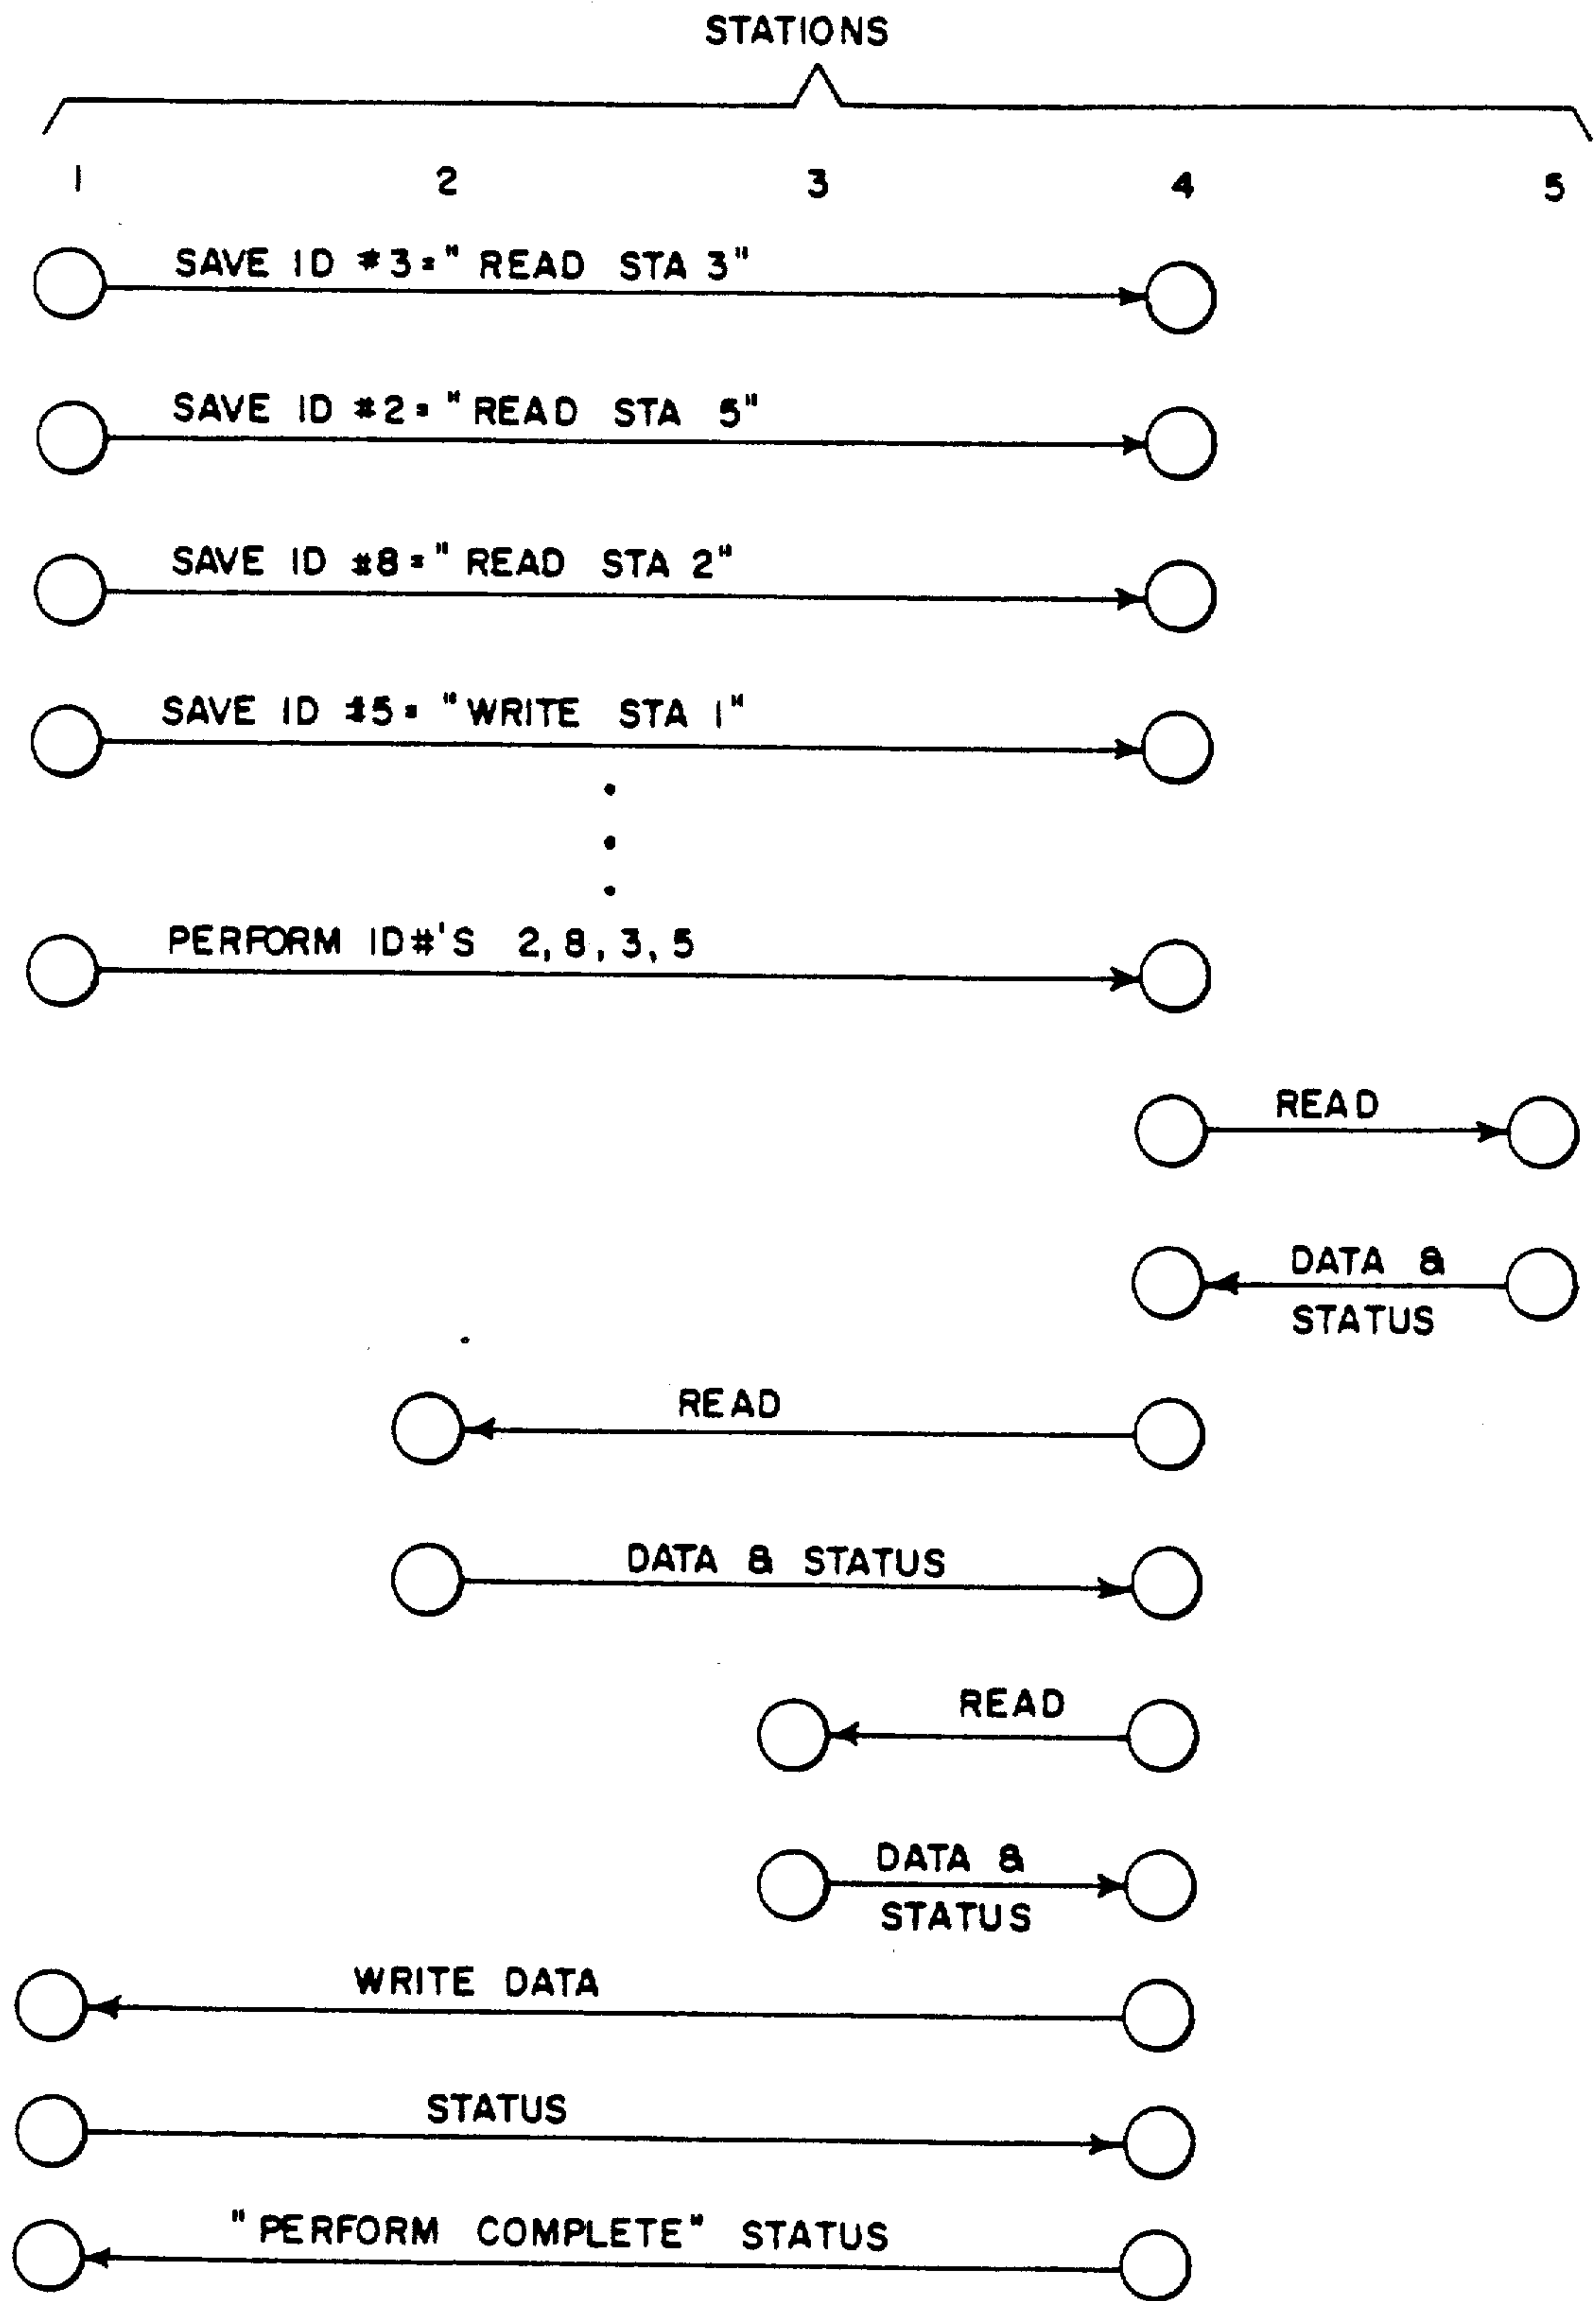 STATIONS
1 2 3 4 5
SAVE ID #3="READ STA 3"
SAVE ID #2="READ STA 5"
SAVE ID #8="READ STA 2"
SAVE ID #5="WRITE STA 1"
PERFORM ID#'S 2,8,3,5
READ
DATA &
STATUS
READ
DATA & STATUS
READ
DATA &
STATUS
WRITE DATA
STATUS
"PERFORM COMPLETE" STATUS